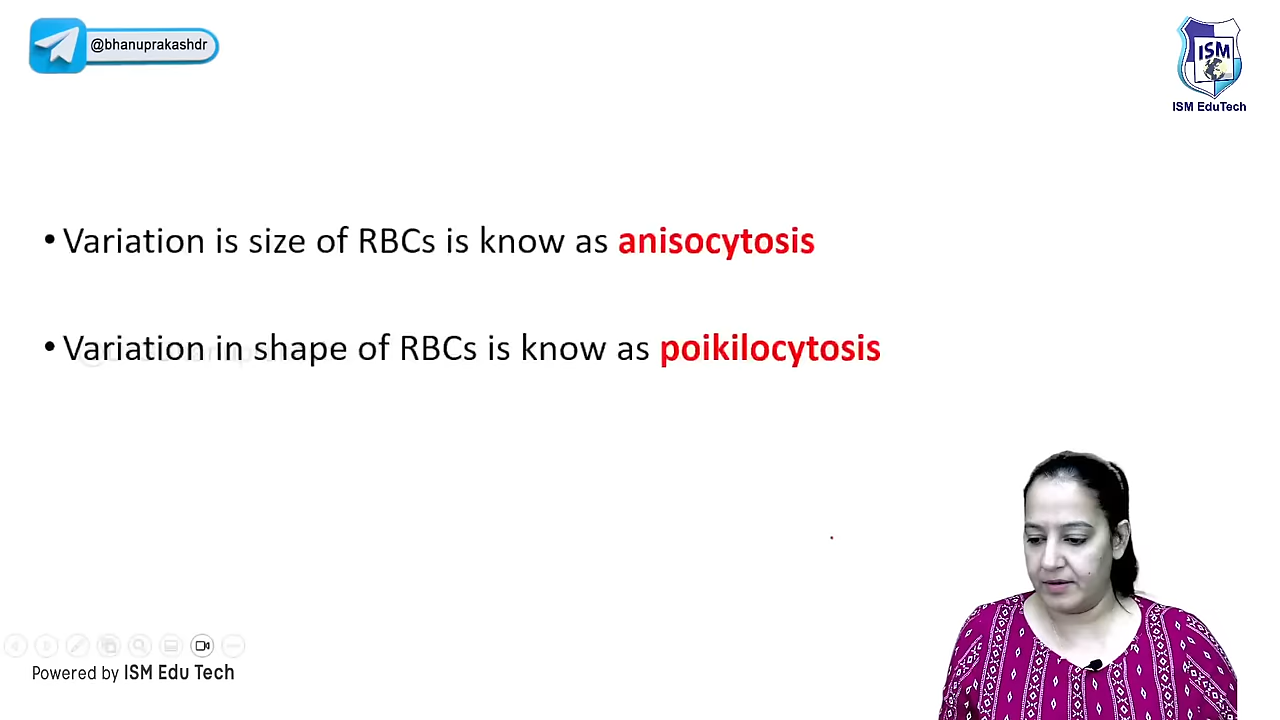 @bhanuprakashdr
ISM
ISM EduTech
• Variation is size of RBCs is know as anisocytosis
• Variation in shape of RBCs is know as poikilocytosis
Powered by ISM Edu Tech